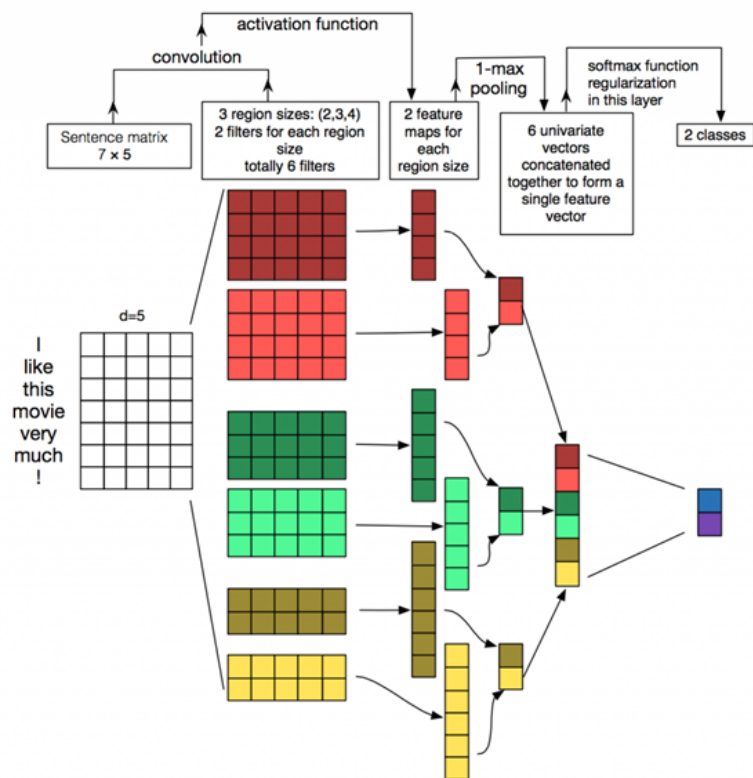 activation function
convolution
1-max
pooling
softmax function
regularization
in this layer
Sentence matrix
7 × 5
3 region sizes: (2,3,4)
2 filters for each region
size
totally 6 filters
2 feature
maps for
each
region size
6 univariate
vectors
concatenated
together to form a
single feature
vector
2 classes
d=5
I
like
this
movie
very
much
!